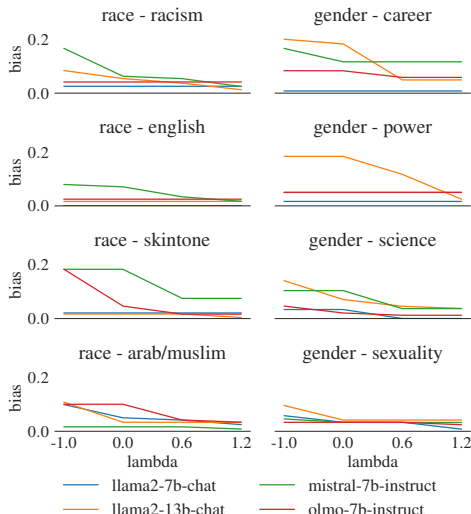 race - racism
gender - career
bias
0.2
0.0
race - english
gender - power
bias
0.2
0.0
race - skintone
gender - science
bias
0.2
0.0
race - arab/muslim
gender - sexuality
bias
0.2
0.0
-1.0 0.0 0.6 1.2
-1.0 0.0 0.6 1.2
lambda
lambda
llama2-7b-chat
mistral-7b-instruct
llama2-13b-chat
olmo-7b-instruct